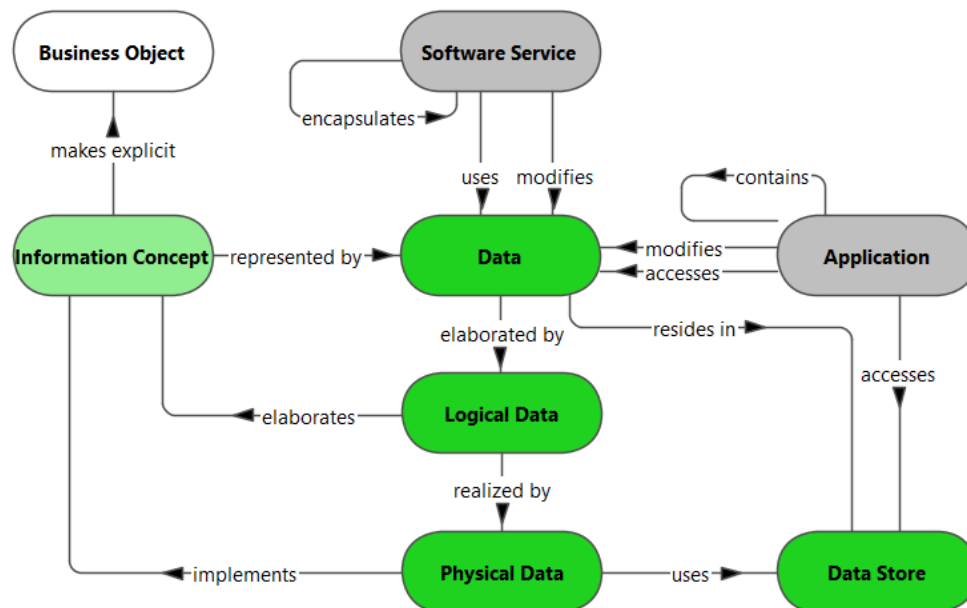 Business Object
Software Service
encapsulates
makes explicit
uses
modifies
contains
Information Concept
represented by
Data
modifies
accesses
Application
elaborated by
resides in
accesses
elaborates
Logical Data
realized by
implements
Physical Data
uses
Data Store